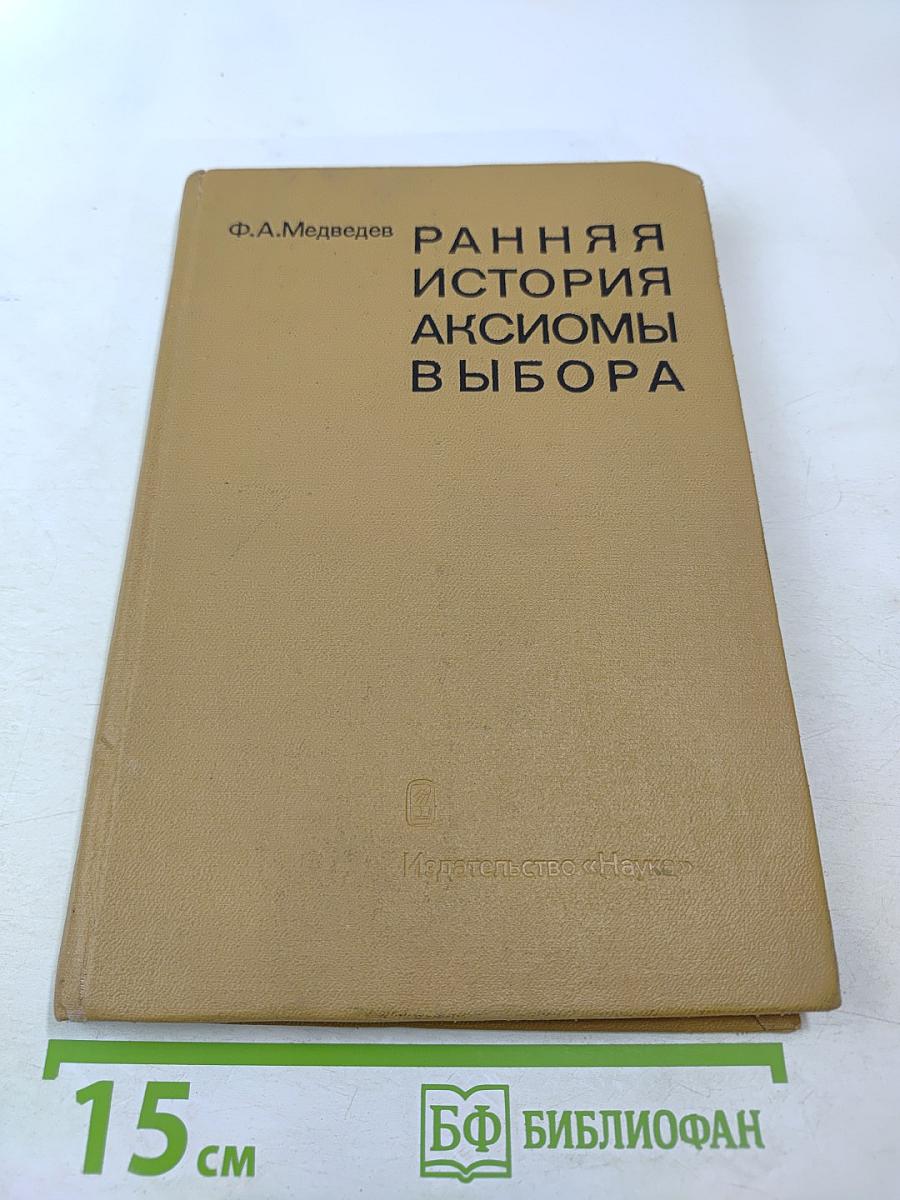 Ф.А.Медведев
РАННЯЯ
ИСТОРИЯ
АКСИОМЫ
ВЫБОРА
Издательство «Наука»
15 см
БФ БИБЛИОФАН